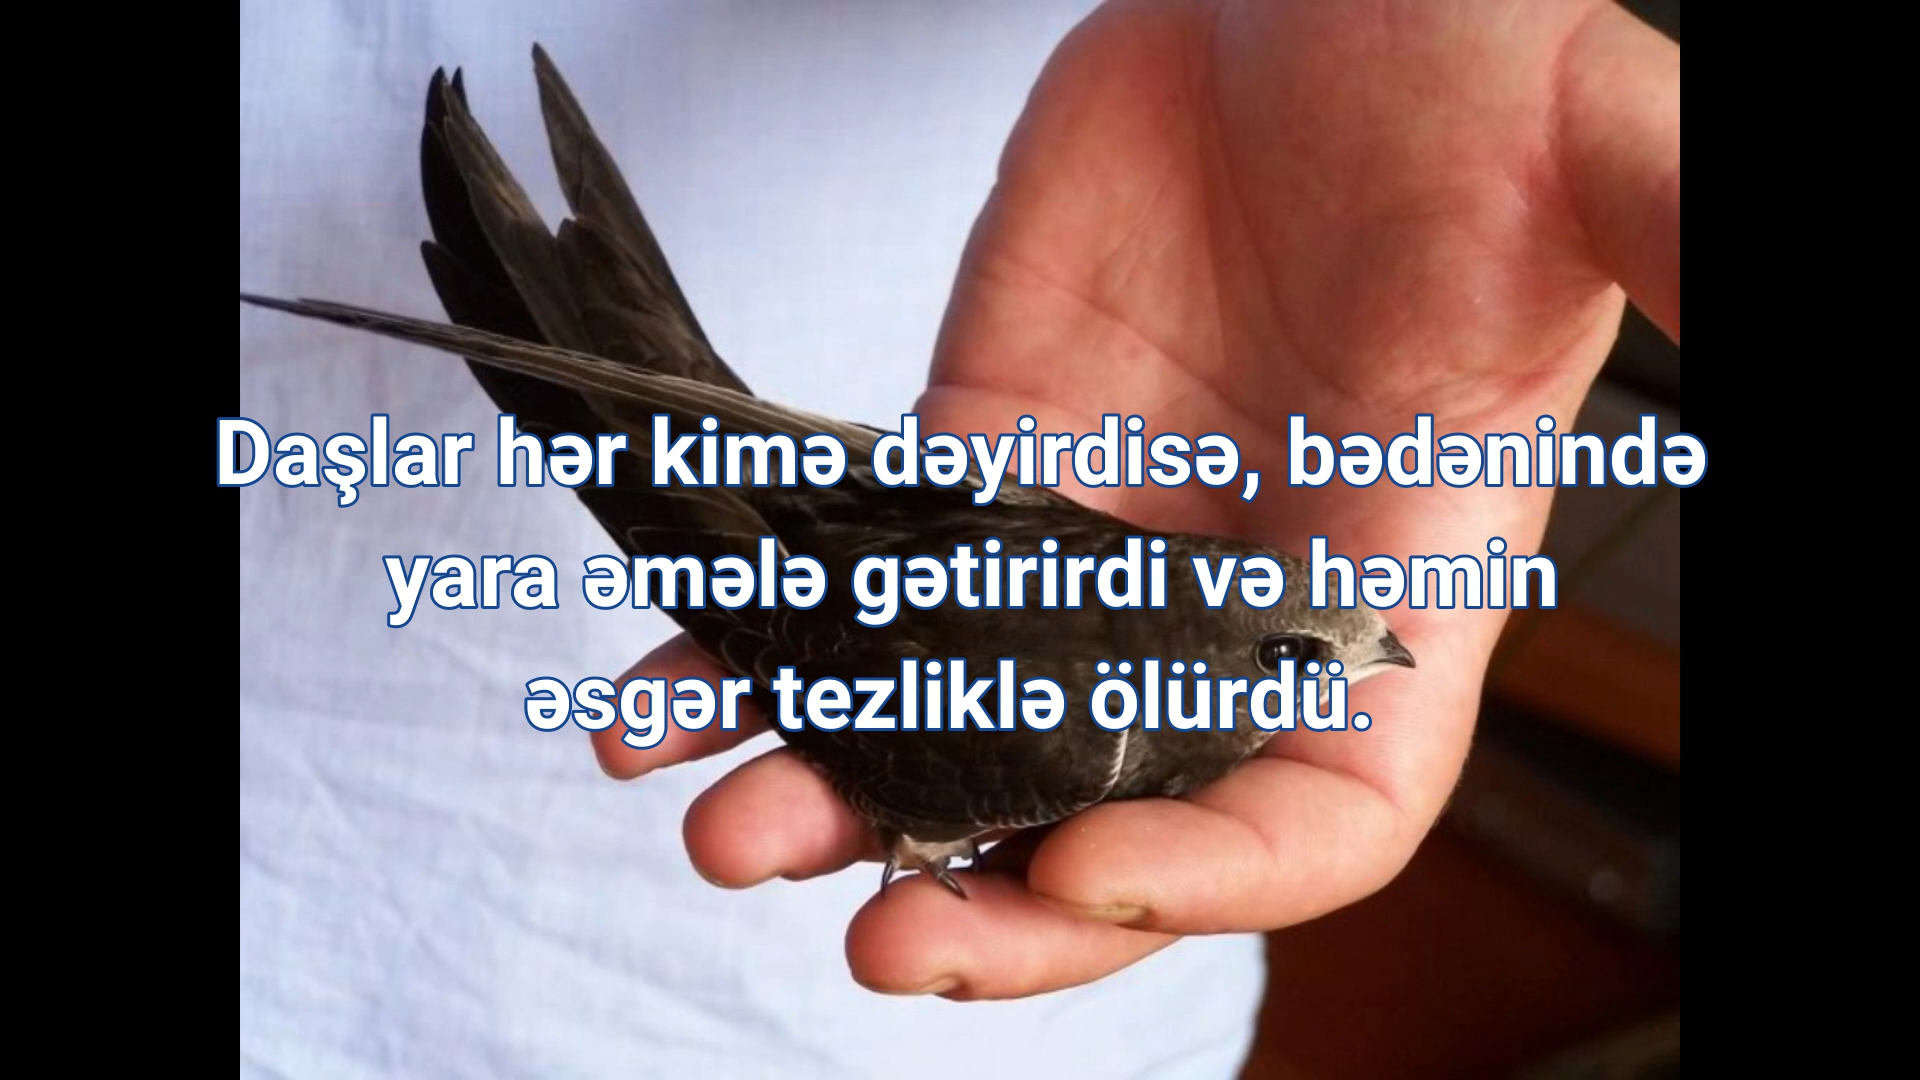 Daşlar hər kimə dəyirdisə, bədənində
yara əmələ gətirirdi və həmin
əsgər tezliklə ölürdü.